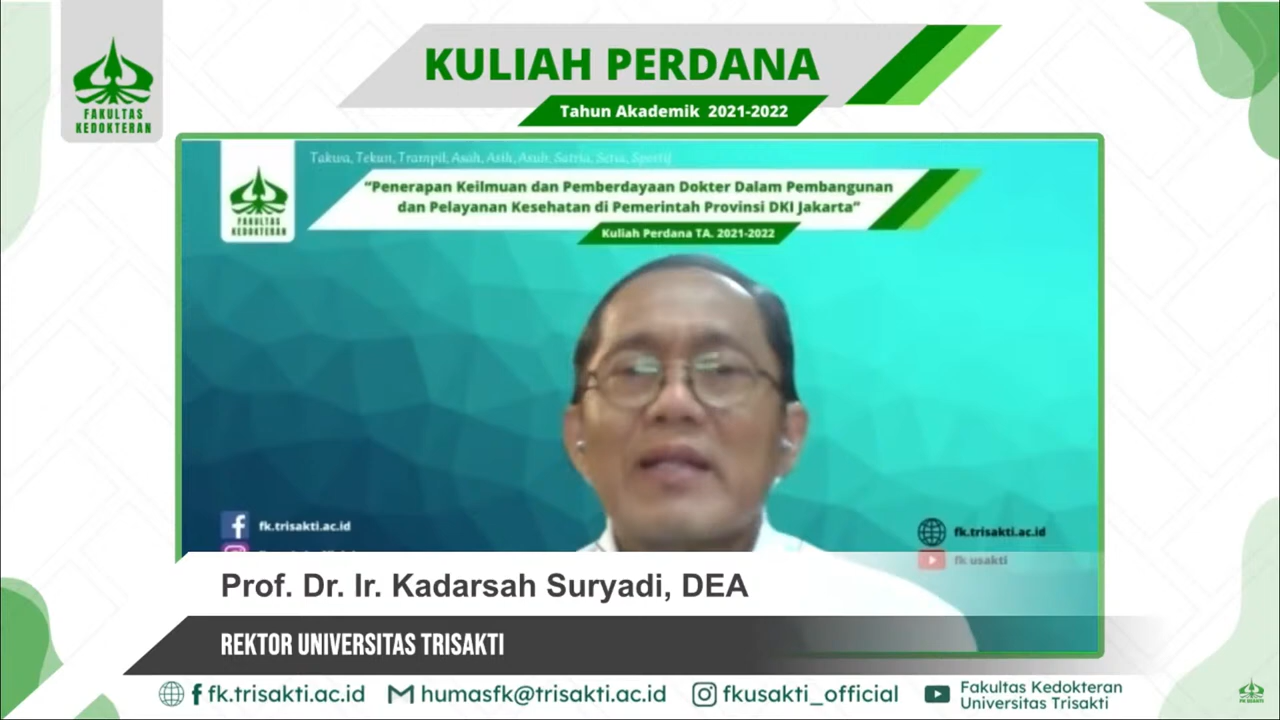 FAKULTAS
KEDOKTERAN
KULIAH PERDANA
Tahun Akademik 2021-2022
Takwa, Tekun, Trampil, Asah, Asih, Asuh, Satria, Setia, Sportif
FAKULTAS
KEDOKTERAN
“Penerapan Keilmuan dan Pemberdayaan Dokter Dalam Pembangunan
dan Pelayanan Kesehatan di Pemerintah Provinsi DKI Jakarta”
Kuliah Perdana TA. 2021-2022
fk.trisakti.ac.id
fk.trisakti.ac.id
fk usakti
Prof. Dr. Ir. Kadarsah Suryadi, DEA
REKTOR UNIVERSITAS TRISAKTI
fk.trisakti.ac.id
humasfk@trisakti.ac.id
fkusakti_official
Fakultas Kedokteran
Universitas Trisakti
FK USAKTI